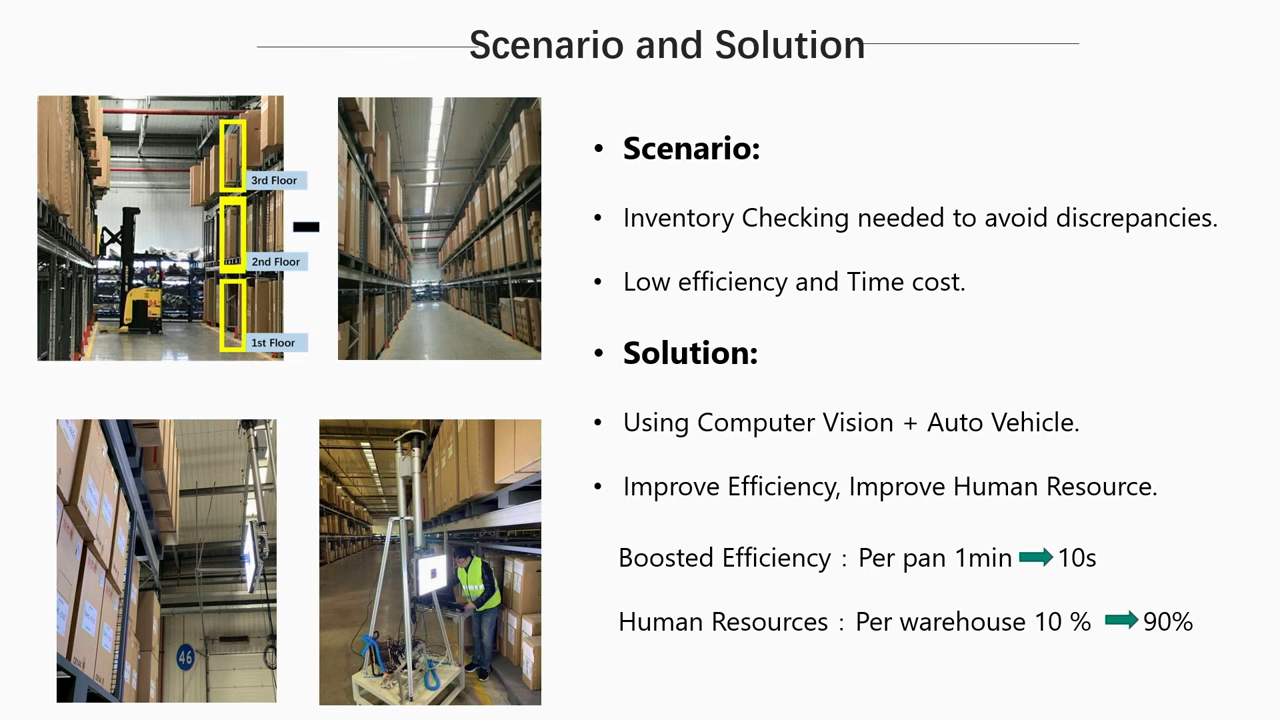 Scenario and Solution
3rd Floor
2nd Floor
1st Floor
46
• Scenario:
• Inventory Checking needed to avoid discrepancies.
• Low efficiency and Time cost.
• Solution:
• Using Computer Vision + Auto Vehicle.
• Improve Efficiency, Improve Human Resource.
Boosted Efficiency：Per pan 1min 10s
Human Resources：Per warehouse 10 % 90%